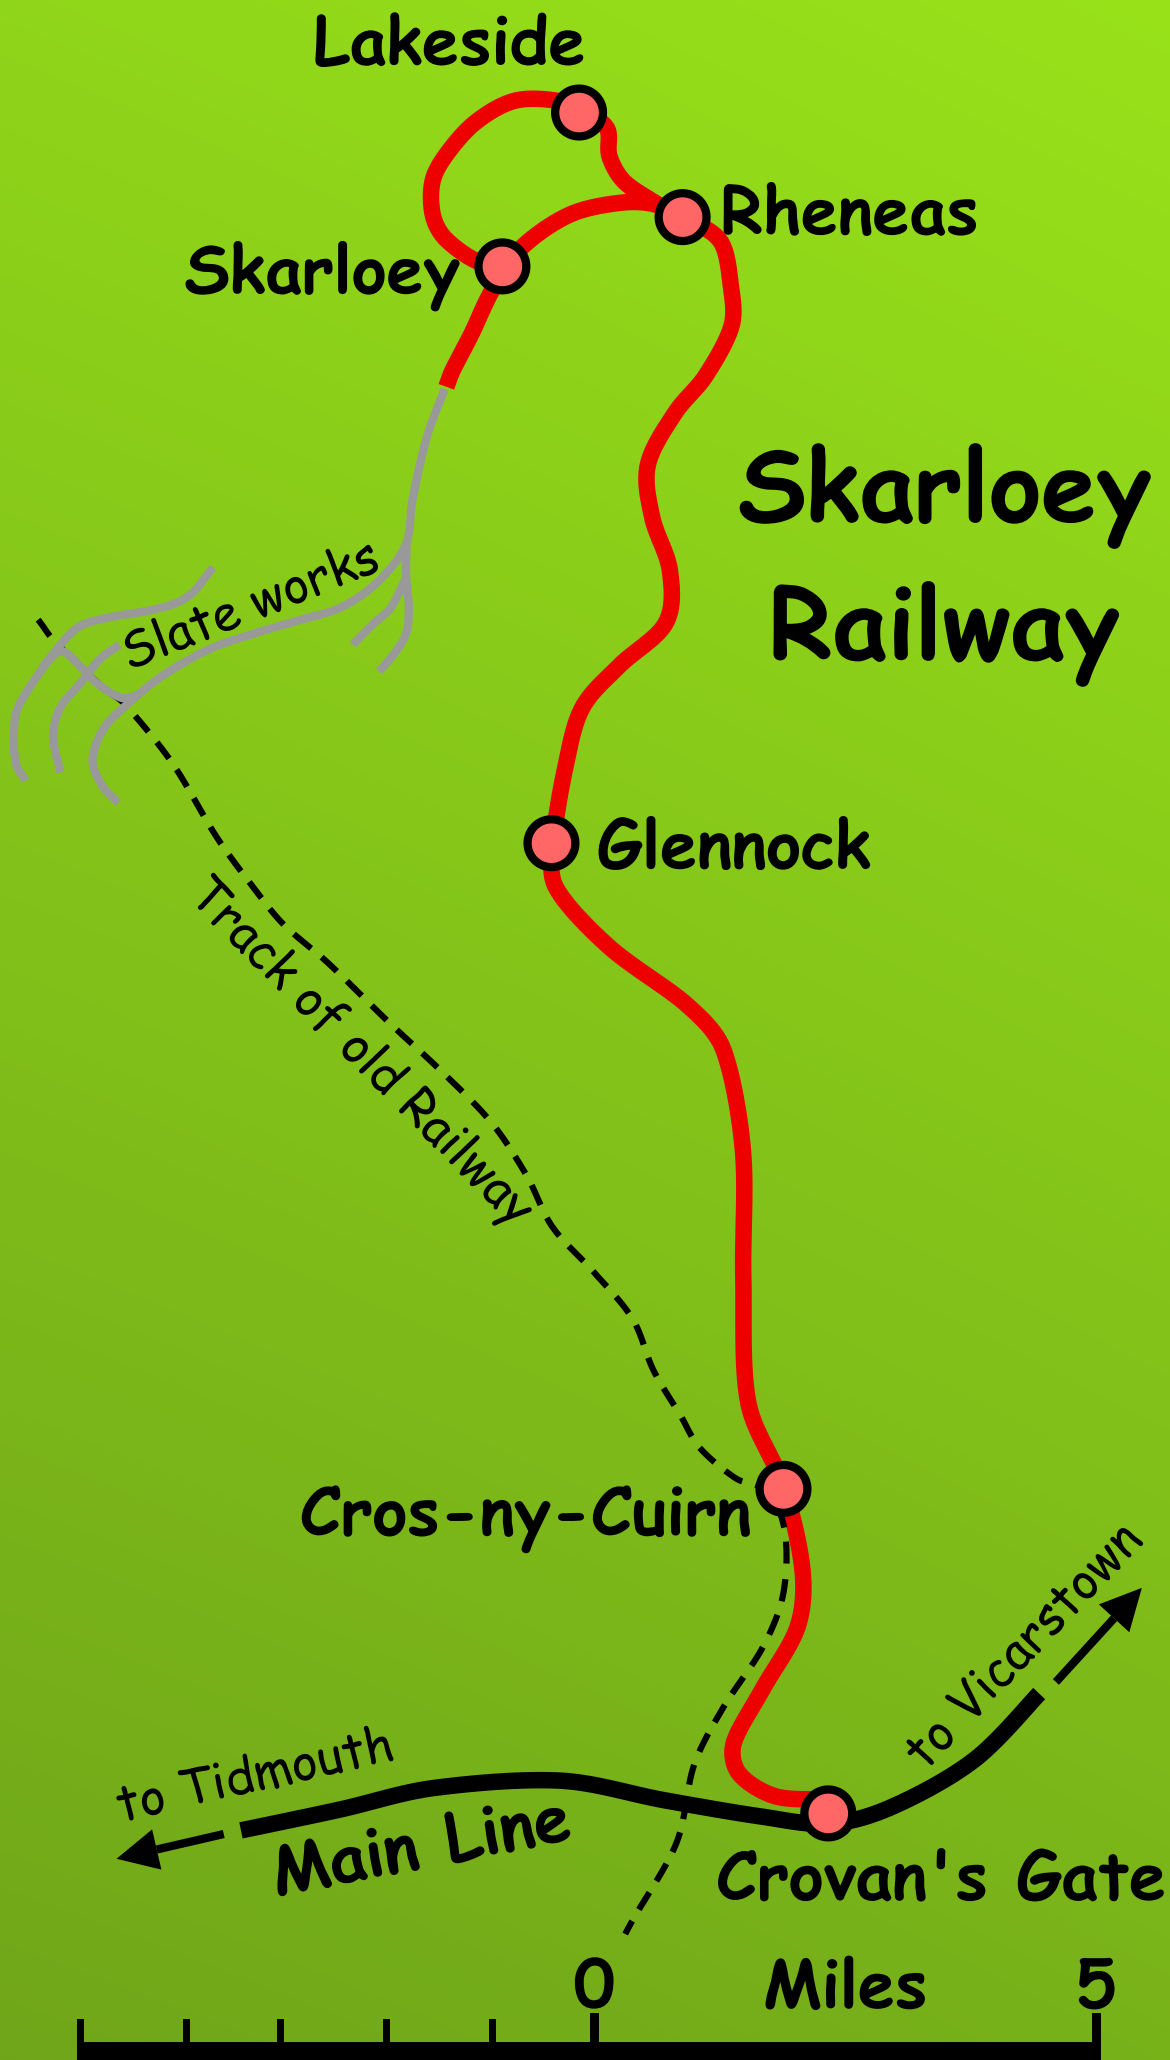 Lakeside
Rheneas
Skarloey
Skarloey
Railway
Slate works
Glennock
Track of old Railway
Cros-ny-Cuirn
to Vicarstown
to Tidmouth
Main Line
Crovan's Gate
0 Miles 5